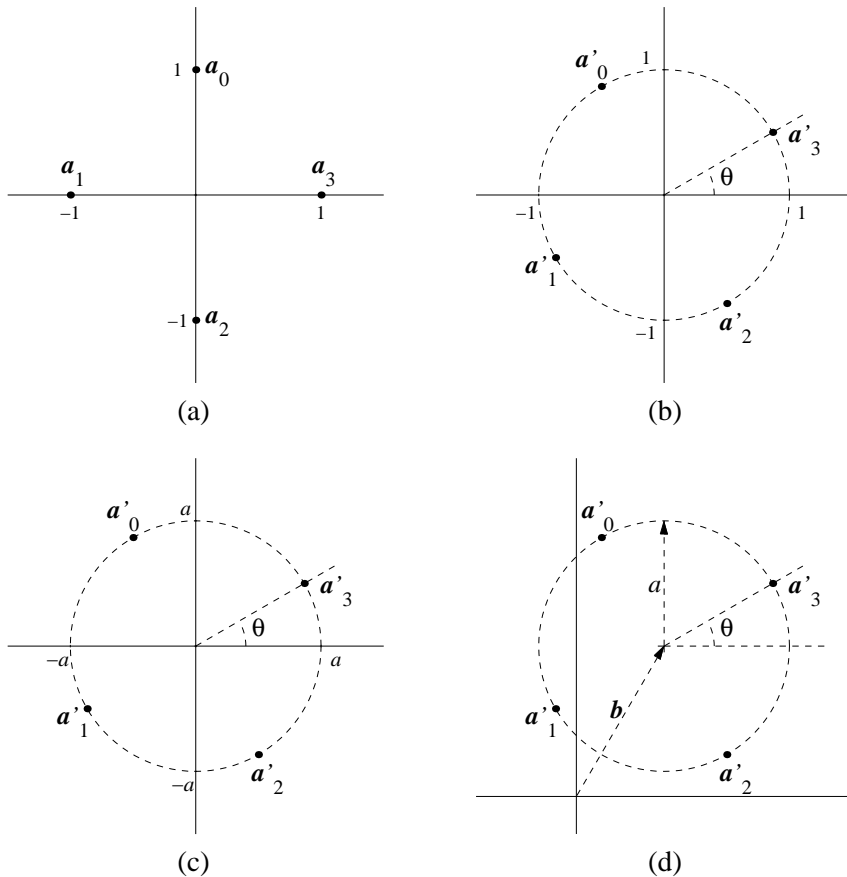 1 a₀
a₁ a₃
−1 1
−1 a₂
(a)
a'₀ 1
a'₃
θ
−1 1
a'₁
−1 a'₂
(b)
a'₀ a
a'₃
θ
−a a
a'₁
−a a'₂
(c)
a'₀
a a'₃
θ
b
a'₁
a'₂
(d)